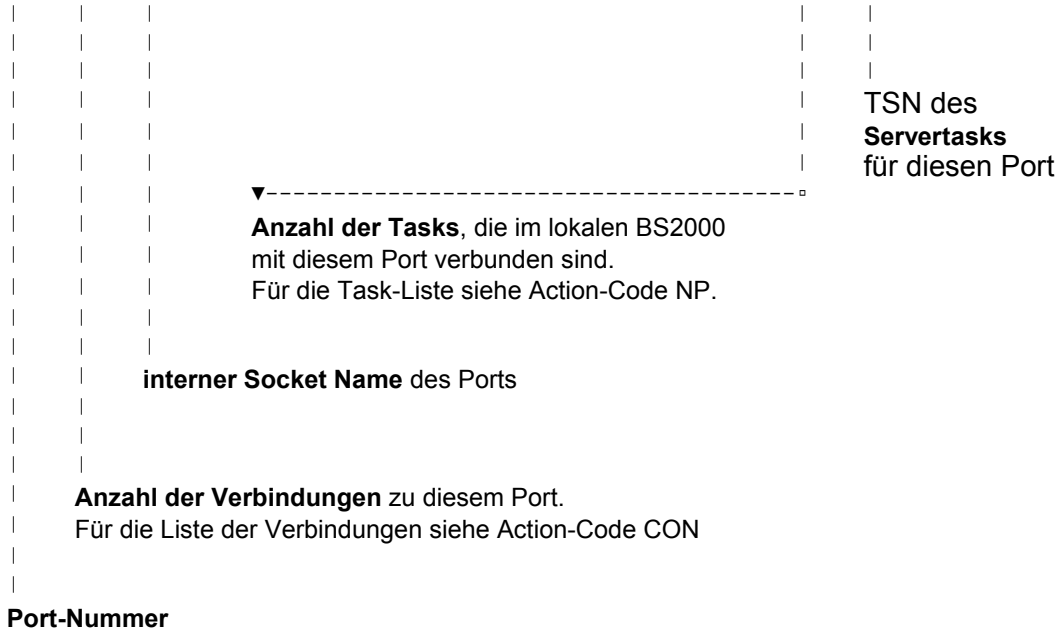 TSN des
Servertasks
für diesen Port
Anzahl der Tasks, die im lokalen BS2000
mit diesem Port verbunden sind.
Für die Task-Liste siehe Action-Code NP.
interner Socket Name des Ports
Anzahl der Verbindungen zu diesem Port.
Für die Liste der Verbindungen siehe Action-Code CON
Port-Nummer